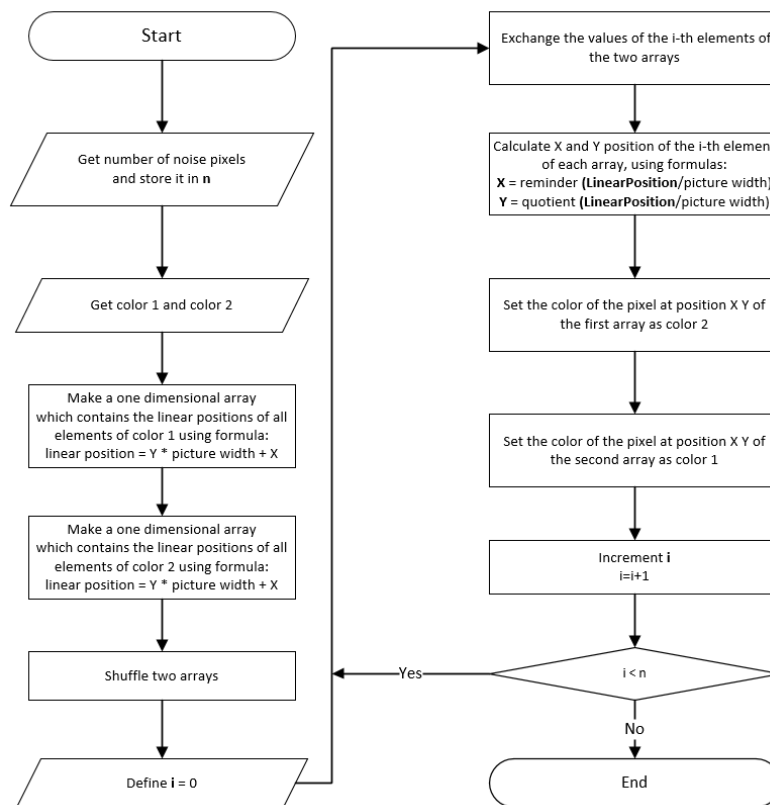 Start
Get number of noise pixels
and store it in n
Get color 1 and color 2
Make a one dimensional array
which contains the linear positions of all
elements of color 1 using formula:
linear position = Y * picture width + X
Make a one dimensional array
which contains the linear positions of all
elements of color 2 using formula:
linear position = Y * picture width + X
Shuffle two arrays
Define i = 0
Exchange the values of the i-th elements of
the two arrays
Calculate X and Y position of the i-th element
of each array, using formulas:
X = reminder (LinearPosition/picture width)
Y = quotient (LinearPosition/picture width)
Set the color of the pixel at position X Y of
the first array as color 2
Set the color of the pixel at position X Y of
the second array as color 1
Increment i
i=i+1
i < n
Yes
No
End